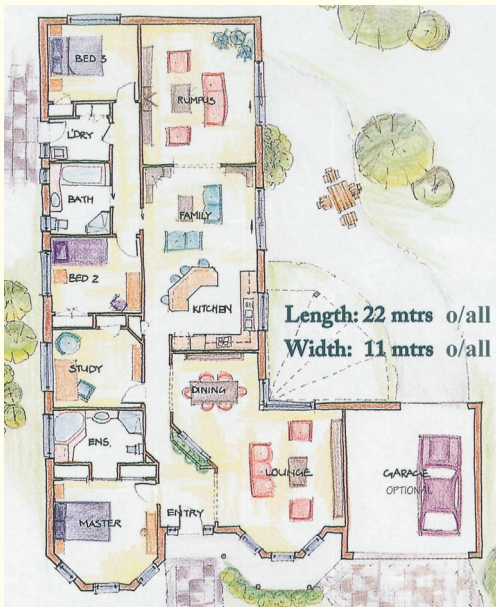 BED 3
RUMPUS
L'DRY
BATH
FAMILY
BED 2
KITCHEN
Length: 22 mtrs o/all
Width: 11 mtrs o/all
STUDY
DINING
ENS.
LOUNGE
GARAGE
OPTIONAL
MASTER
ENTRY